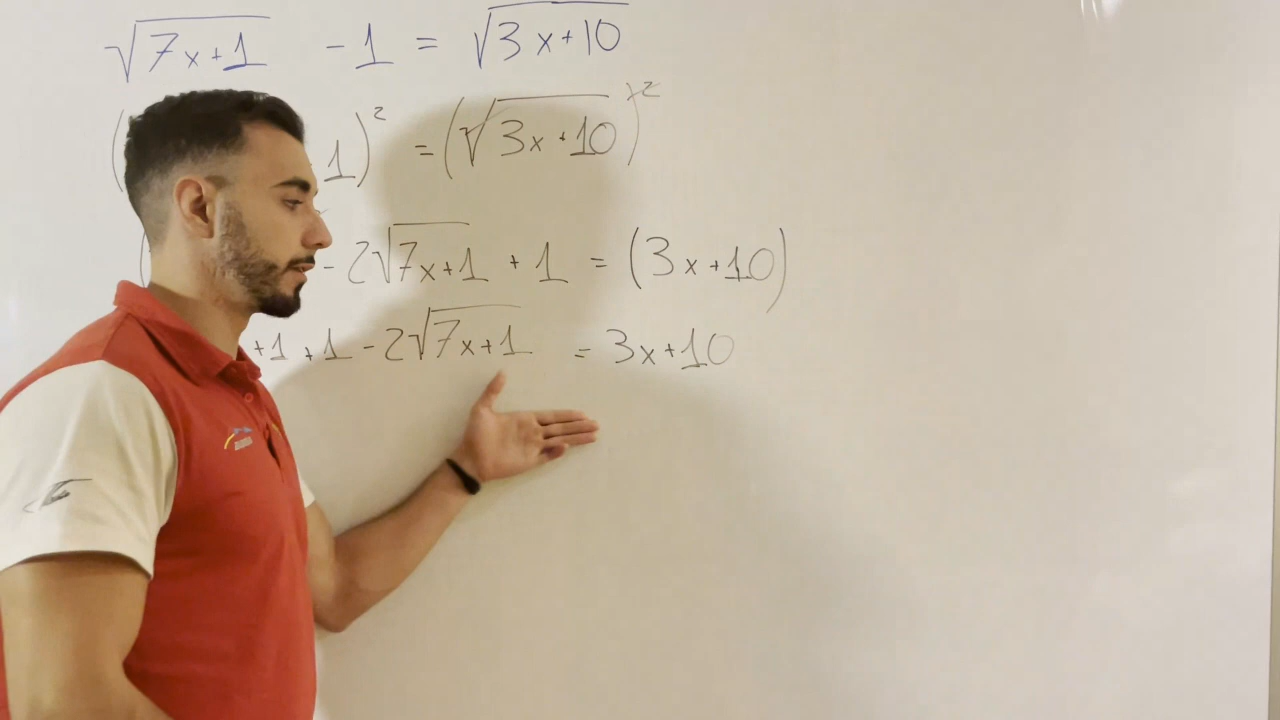 √7x+1 - 1 = √3x+10
( 1)² = (√3x+10)²
( - 2√7x+1 + 1 = (3x+10)
+1 +1 - 2√7x+1 = 3x+10